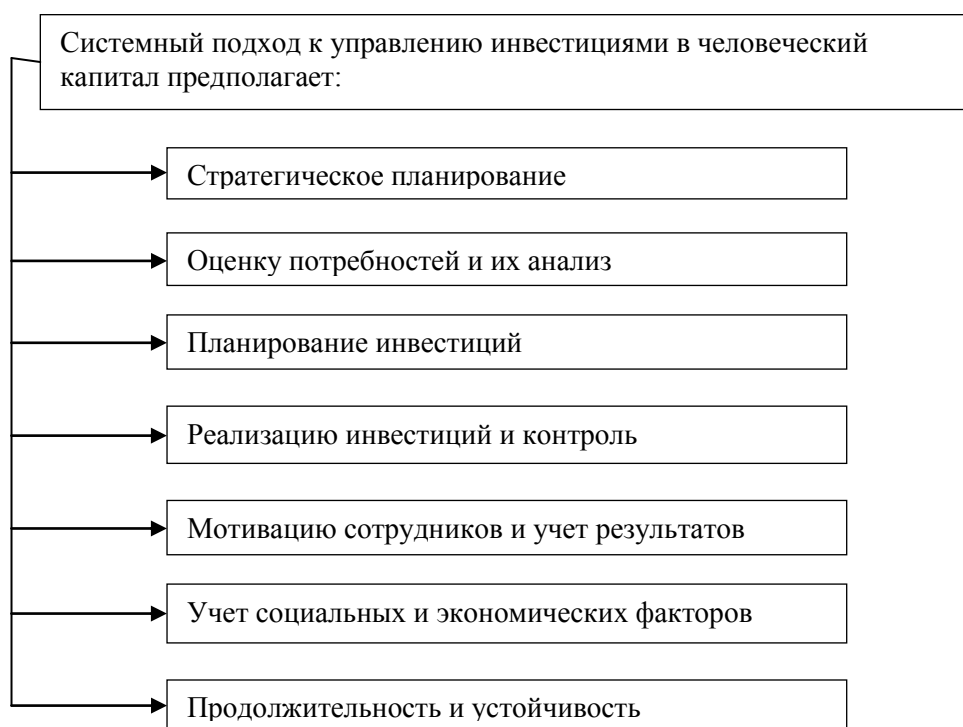 Системный подход к управлению инвестициями в человеческий
капитал предполагает:
Стратегическое планирование
Оценку потребностей и их анализ
Планирование инвестиций
Реализацию инвестиций и контроль
Мотивацию сотрудников и учет результатов
Учет социальных и экономических факторов
Продолжительность и устойчивость